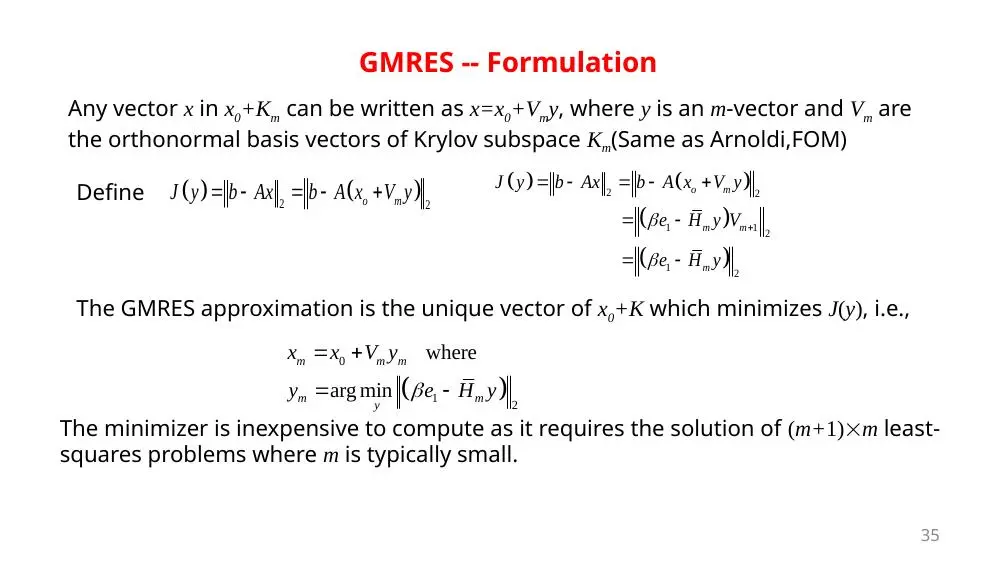 GMRES -- Formulation
Any vector x in x₀+Kₘ can be written as x=x₀+Vₘy, where y is an m-vector and Vₘ are
the orthonormal basis vectors of Krylov subspace Kₘ(Same as Arnoldi,FOM)
Define J(y)=‖b- Ax‖₂ =‖b- A(xₒ +Vₘy)‖₂
J(y)=‖b- Ax‖₂ =‖b- A(xₒ +Vₘy)‖₂
=‖(βe₁ - H̅ₘy)Vₘ₊₁‖₂
=‖(βe₁ - H̅ₘy)‖₂
The GMRES approximation is the unique vector of x₀+K which minimizes J(y), i.e.,
xₘ =x₀ +Vₘyₘ where
yₘ =arg min_y ‖(βe₁ - H̅ₘy)‖₂
The minimizer is inexpensive to compute as it requires the solution of (m+1)×m least-
squares problems where m is typically small.
35